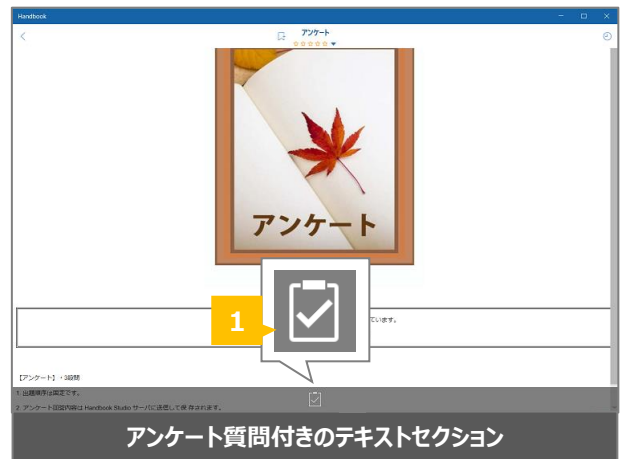 Handbook
アンケート
アンケート
1
ています。
【アンケート】・3設問
1. 出題順序は固定です。
2. アンケート回答内容は Handbook Studio サーバに送信して保存されます。
アンケート質問付きのテキストセクション